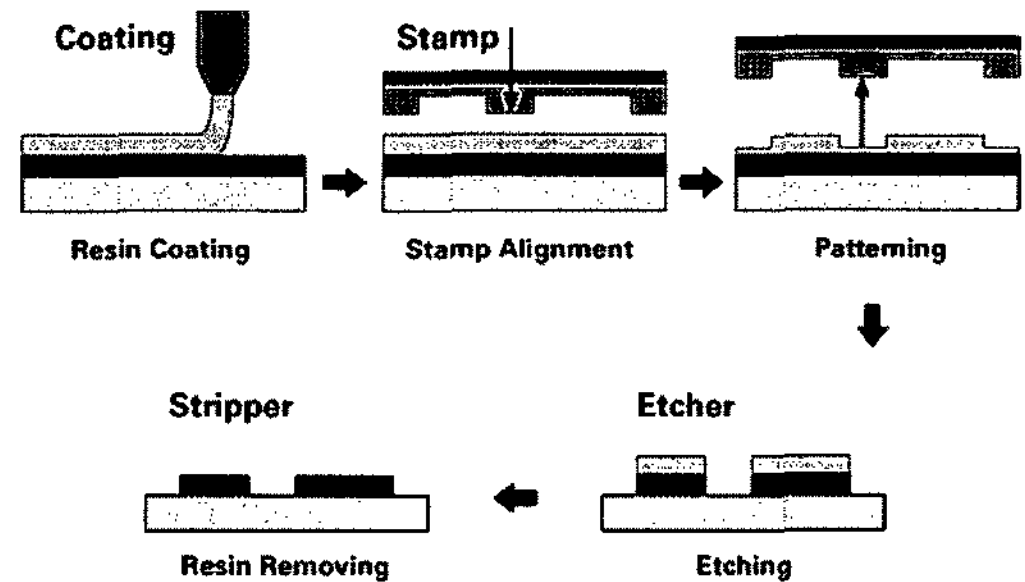 Coating
Stamp
Resin Coating
Stamp Alignment
Patterning
Stripper
Etcher
Resin Removing
Etching